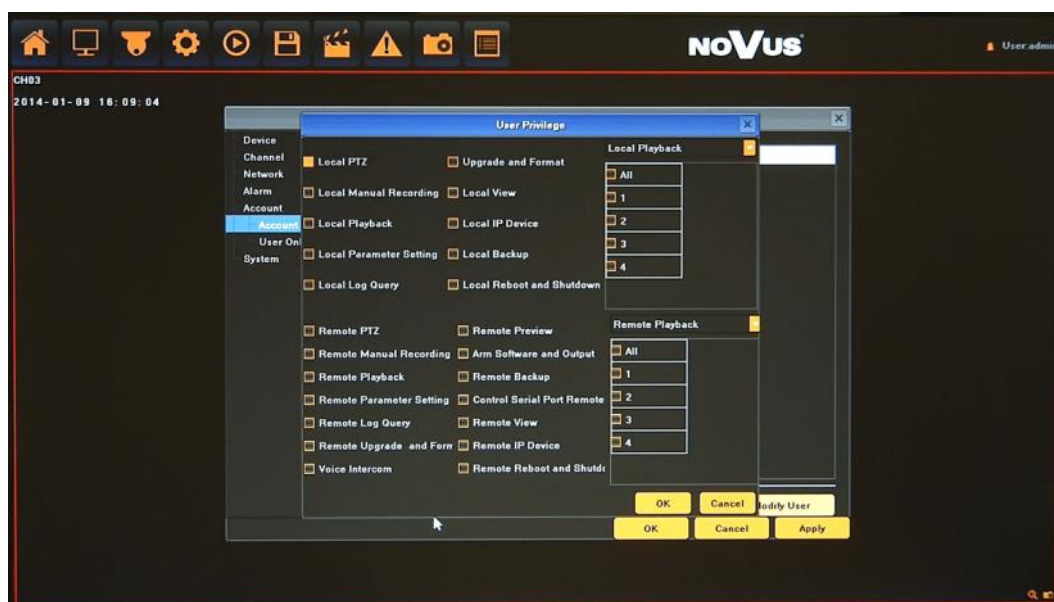 NOVUS
User:admi
CH03
2014-01-09 16:09:04
User Privilege
Device
Channel
Network
Alarm
Account
Account
User Onl
System
Local PTZ
Upgrade and Format
Local Manual Recording
Local View
Local Playback
Local IP Device
Local Parameter Setting
Local Backup
Local Log Query
Local Reboot and Shutdown
Local Playback
All
1
2
3
4
Remote PTZ
Remote Preview
Remote Manual Recording
Arm Software and Output
Remote Playback
Remote Backup
Remote Parameter Setting
Control Serial Port Remote
Remote Log Query
Remote View
Remote Upgrade and Form
Remote IP Device
Voice Intercom
Remote Reboot and Shutdo
Remote Playback
All
1
2
3
4
OK
Cancel
Modify User
OK
Cancel
Apply